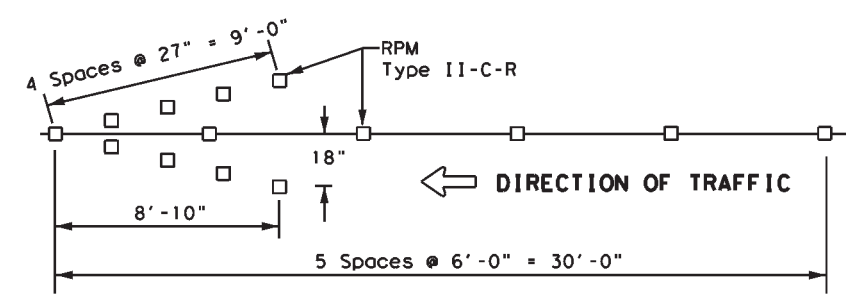 4 Spaces @ 27" = 9'-0"
RPM
Type II-C-R
18"
DIRECTION OF TRAFFIC
8'-10"
5 Spaces @ 6'-0" = 30'-0"